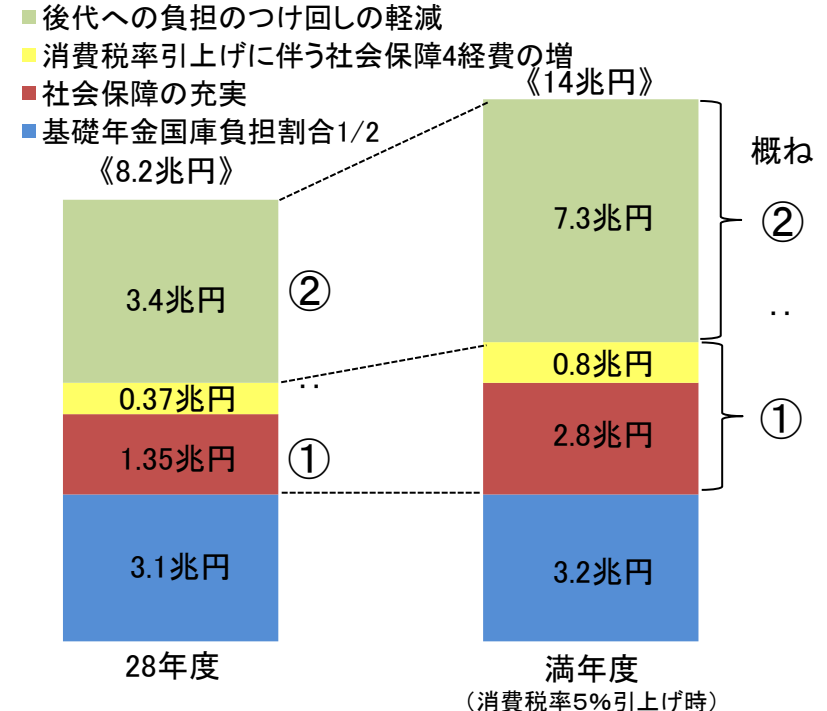 後代への負担のつけ回しの軽減
消費税率引上げに伴う社会保障4経費の増
社会保障の充実
基礎年金国庫負担割合1/2
《8.2兆円》
3.4兆円
0.37兆円
1.35兆円
3.1兆円
28年度
②
‥
①
《14兆円》
7.3兆円
0.8兆円
2.8兆円
3.2兆円
満年度
（消費税率5%引上げ時）
概ね
②
‥
①